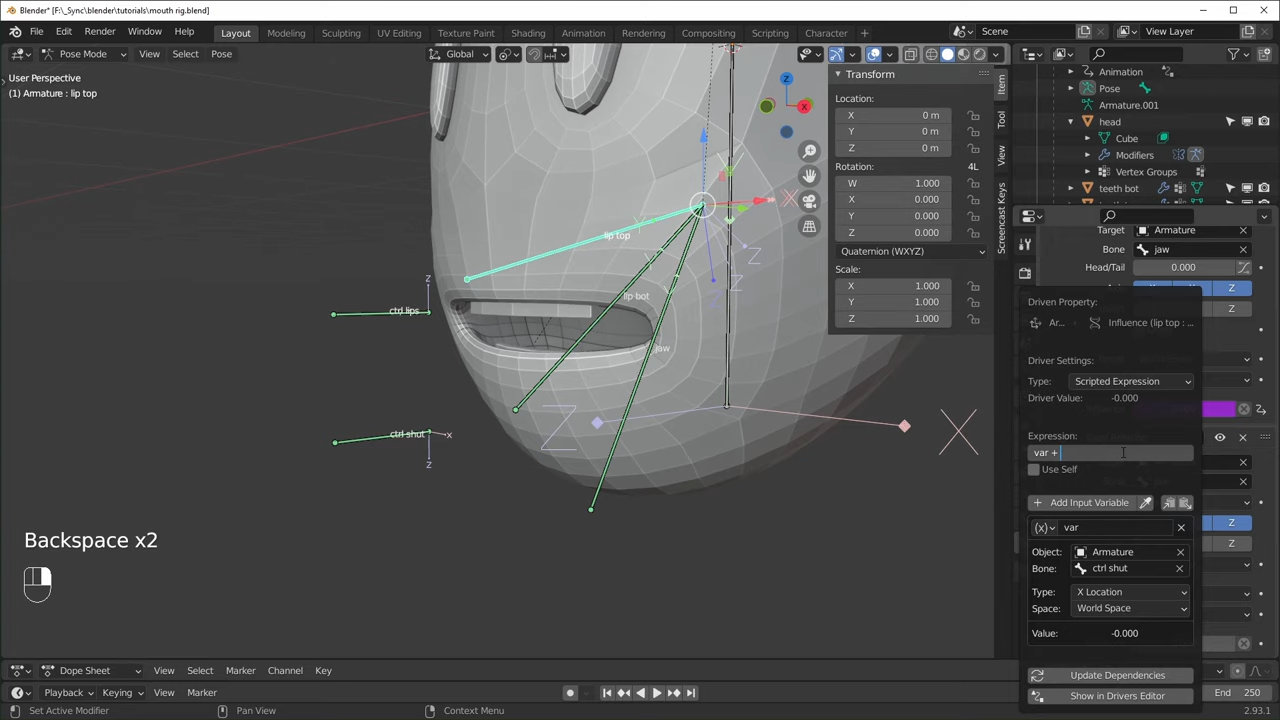 Blender* [F:\_Sync\blender\tutorials\mouth rig.blend]
File Edit Render Window Help Layout Modeling Sculpting UV Editing Texture Paint Shading Animation Rendering Compositing Scripting Character + Scene View Layer
Pose Mode View Select Pose Global
User Perspective
(1) Armature : lip top
Transform
Location:
X 0 m
Y 0 m
Z 0 m
Rotation: 4L
W 1.000
X 0.000
Y 0.000
Z 0.000
Quaternion (WXYZ)
Scale:
X 1.000
Y 1.000
Z 1.000
Item
Tool
View
Screencast Keys
Z
X
X
lip top
lip bot
jaw
ctrl lips
z
ctrl shut
x
z
Z
Z
X
Animation
Pose
Armature.001
head
Cube
Modifiers
Vertex Groups
teeth bot
Target Armature
Bone jaw
Head/Tail 0.000
Z
Z
Driven Property:
Ar... Influence (lip top : ...
Driver Settings:
Type: Scripted Expression
Driver Value: -0.000
Expression:
var +
Use Self
+ Add Input Variable
(x) var
Object: Armature
Bone: ctrl shut
Type: X Location
Space: World Space
Value: -0.000
Update Dependencies
Show in Drivers Editor
Backspace x2
Dope Sheet View Select Marker Channel Key
Playback Keying View Marker
End 250
Set Active Modifier Pan View Context Menu 2.93.1